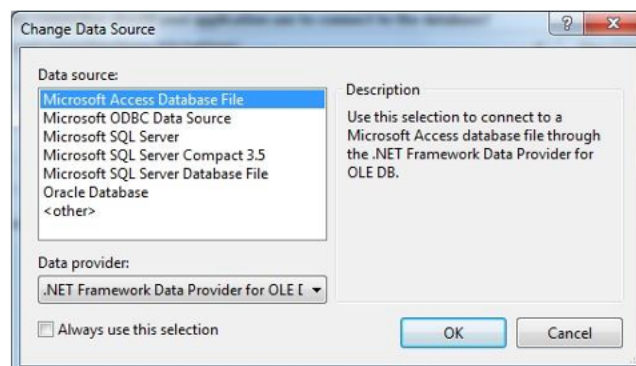 Change Data Source
Data source:
Microsoft Access Database File
Microsoft ODBC Data Source
Microsoft SQL Server
Microsoft SQL Server Compact 3.5
Microsoft SQL Server Database File
Oracle Database
<other>
Description
Use this selection to connect to a
Microsoft Access database file through
the .NET Framework Data Provider for
OLE DB.
Data provider:
.NET Framework Data Provider for OLE
Always use this selection
OK
Cancel